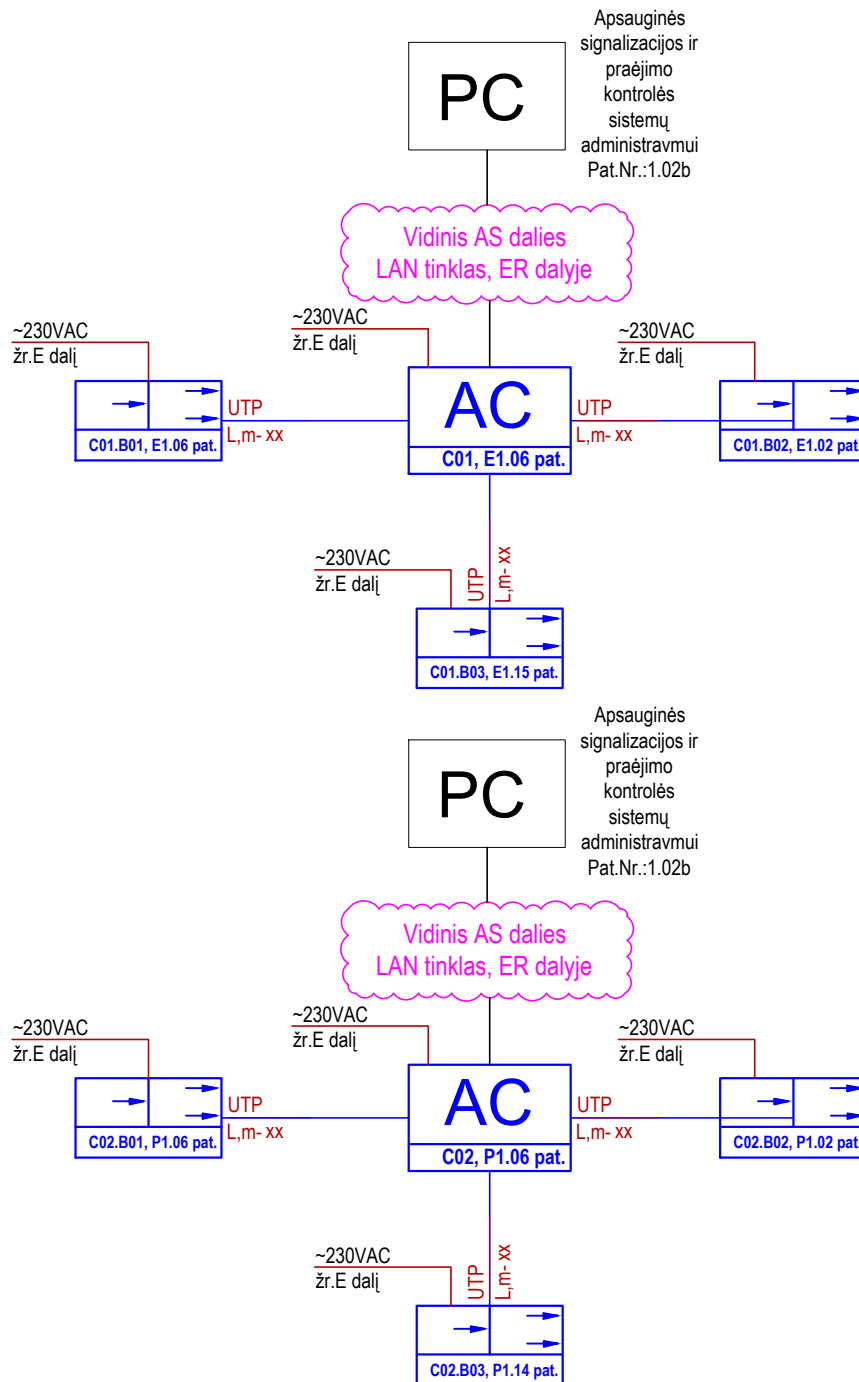 Apsauginės
signalizacijos ir
praėjimo
kontrolės
sistemų
administravmui
Pat.Nr.:1.02b
PC
Vidinis AS dalies
LAN tinklas, ER dalyje
~230VAC
žr.E dalį
~230VAC
žr.E dalį
~230VAC
žr.E dalį
UTP
L,m- xx
C01.B01, E1.06 pat.
AC
C01, E1.06 pat.
UTP
L,m- xx
C01.B02, E1.02 pat.
~230VAC
žr.E dalį
UTP
L,m- xx
C01.B03, E1.15 pat.
Apsauginės
signalizacijos ir
praėjimo
kontrolės
sistemų
administravmui
Pat.Nr.:1.02b
PC
Vidinis AS dalies
LAN tinklas, ER dalyje
~230VAC
žr.E dalį
~230VAC
žr.E dalį
~230VAC
žr.E dalį
UTP
L,m- xx
C02.B01, P1.06 pat.
AC
C02, P1.06 pat.
UTP
L,m- xx
C02.B02, P1.02 pat.
~230VAC
žr.E dalį
UTP
L,m- xx
C02.B03, P1.14 pat.